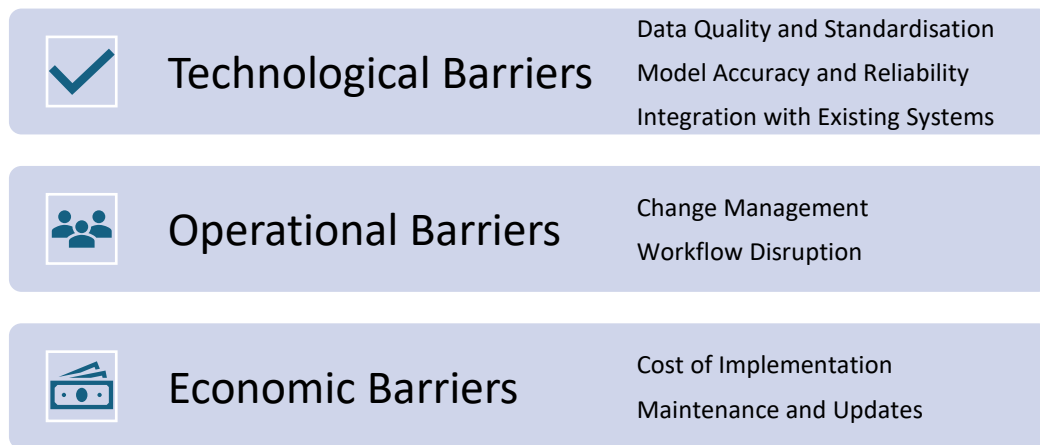 Technological Barriers
Data Quality and Standardisation
Model Accuracy and Reliability
Integration with Existing Systems
Operational Barriers
Change Management
Workflow Disruption
Economic Barriers
Cost of Implementation
Maintenance and Updates